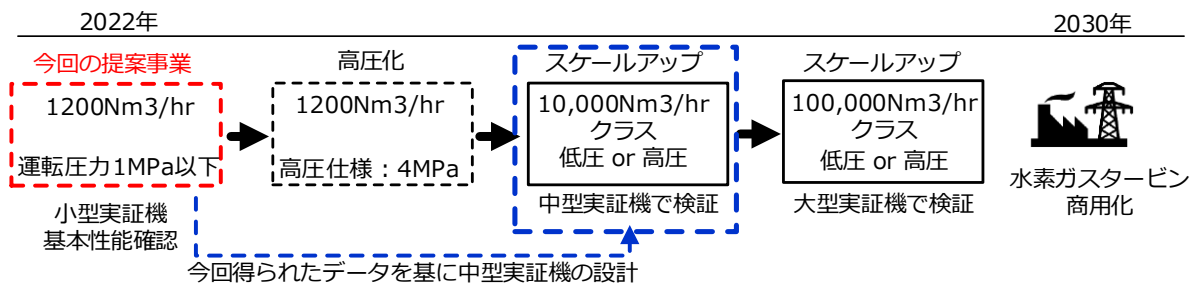 2022年
2030年
今回の提案事業
1200Nm3/hr
運転圧力1MPa以下
小型実証機
基本性能確認
高圧化
1200Nm3/hr
高圧仕様：4MPa
スケールアップ
10,000Nm3/hr
クラス
低圧 or 高圧
中型実証機で検証
スケールアップ
100,000Nm3/hr
クラス
低圧 or 高圧
大型実証機で検証
水素ガスタービン
商用化
今回得られたデータを基に中型実証機の設計